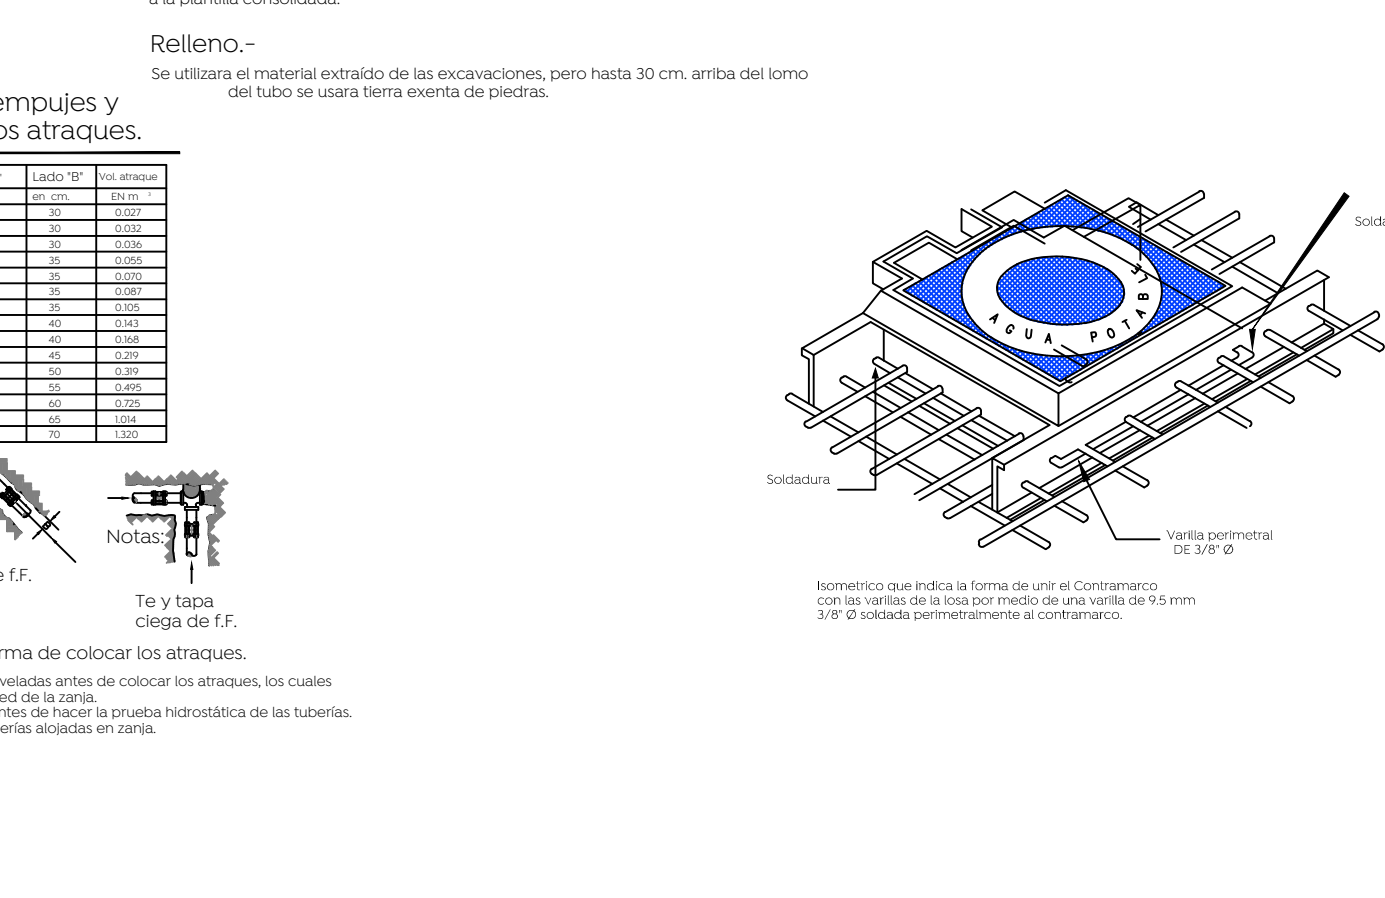 a la plantilla consolidada.
Relleno.-
Se utilizara el material extraído de las excavaciones, pero hasta 30 cm. arriba del lomo
del tubo se usara tierra exenta de piedras.
empujes y
os atraques.
Lado "B" Vol. atraque
en cm. EN m 3
30 0.027
30 0.032
30 0.036
35 0.055
35 0.070
35 0.087
35 0.105
40 0.143
40 0.168
45 0.219
50 0.319
55 0.495
60 0.725
65 1.014
70 1.320
Notas:
e f.F.
Te y tapa
ciega de f.F.
rma de colocar los atraques.
veladas antes de colocar los atraques, los cuales
ed de la zanja.
ntes de hacer la prueba hidrostática de las tuberías.
erías alojadas en zanja.
Solda
AGUA POTABLE
Soldadura
Varilla perimetral
DE 3/8" Ø
Isometrico que indica la forma de unir el Contramarco
con las varillas de la losa por medio de una varilla de 9.5 mm
3/8" Ø soldada perimetralmente al contramarco.